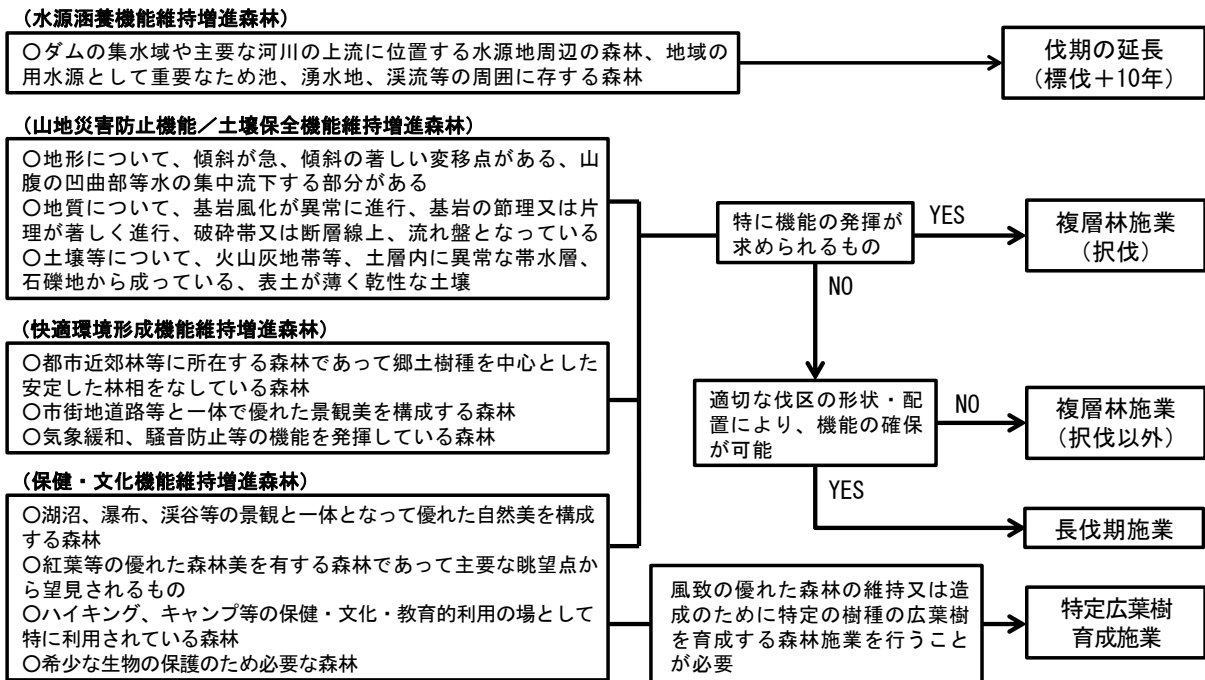 (水源涵養機能維持増進森林)
○ダムの集水域や主要な河川の上流に位置する水源地周辺の森林、地域の
用水源として重要なため池、湧水地、渓流等の周囲に存する森林
伐期の延長
(標伐＋10年)
(山地災害防止機能／土壌保全機能維持増進森林)
○地形について、傾斜が急、傾斜の著しい変移点がある、山
腹の凹曲部等水の集中流下する部分がある
○地質について、基岩風化が異常に進行、基岩の節理又は片
理が著しく進行、破砕帯又は断層線上、流れ盤となっている
○土壌等について、火山灰地帯等、土層内に異常な帯水層、
石礫地から成っている、表土が薄く乾性な土壌
特に機能の発揮が
求められるもの
YES
複層林施業
(択伐)
NO
(快適環境形成機能維持増進森林)
○都市近郊林等に所在する森林であって郷土樹種を中心とした
安定した林相をなしている森林
○市街地道路等と一体で優れた景観美を構成する森林
○気象緩和、騒音防止等の機能を発揮している森林
適切な伐区の形状・配
置により、機能の確保
が可能
NO
複層林施業
(択伐以外)
YES
長伐期施業
(保健・文化機能維持増進森林)
○湖沼、瀑布、渓谷等の景観と一体となって優れた自然美を構成
する森林
○紅葉等の優れた森林美を有する森林であって主要な眺望点か
ら望見されるもの
○ハイキング、キャンプ等の保健・文化・教育的利用の場として
特に利用されている森林
○希少な生物の保護のため必要な森林
風致の優れた森林の維持又は造
成のために特定の樹種の広葉樹
を育成する森林施業を行うこと
が必要
特定広葉樹
育成施業